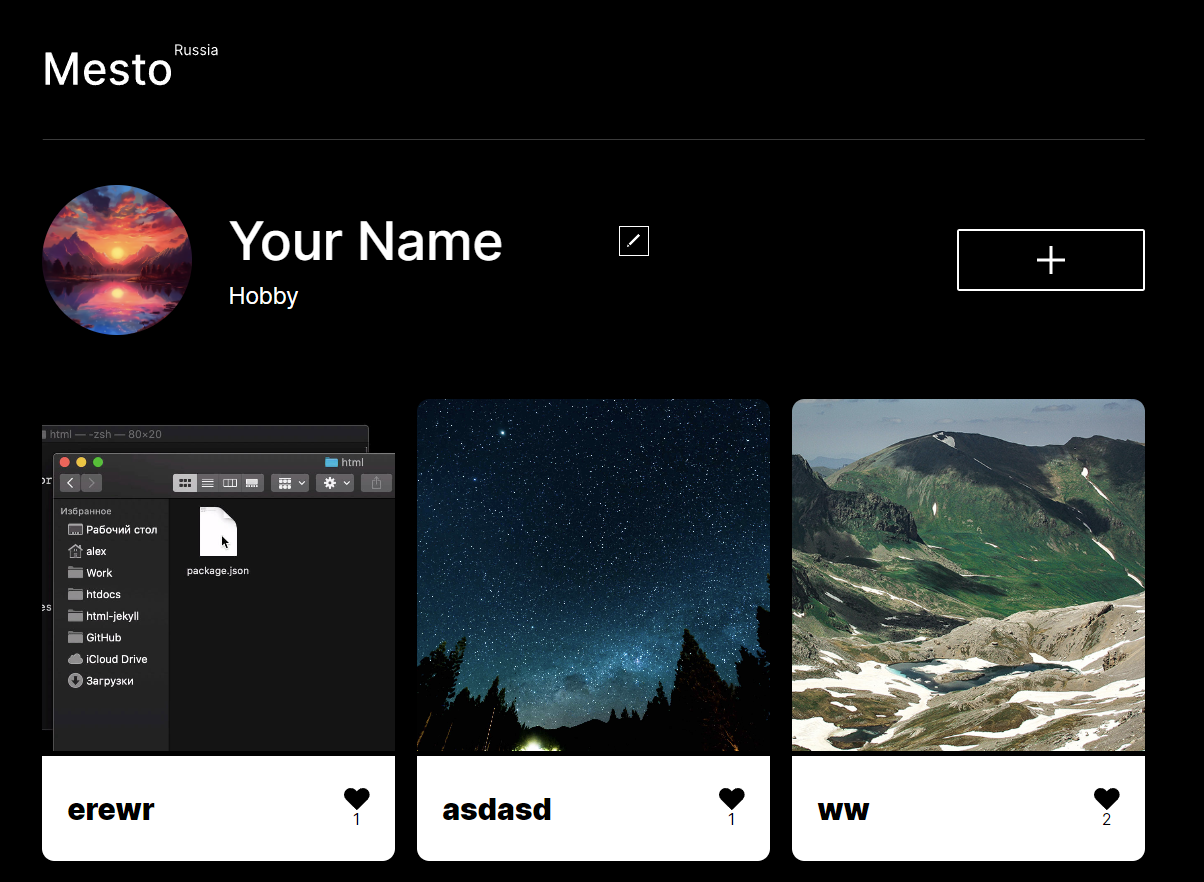 Mesto
Russia
Your Name
Hobby
html — -zsh — 80×20
html
Избранное
Рабочий стол
alex
Work
htdocs
html-jekyll
GitHub
iCloud Drive
Загрузки
package.json
erewr
1
asdasd
1
ww
2